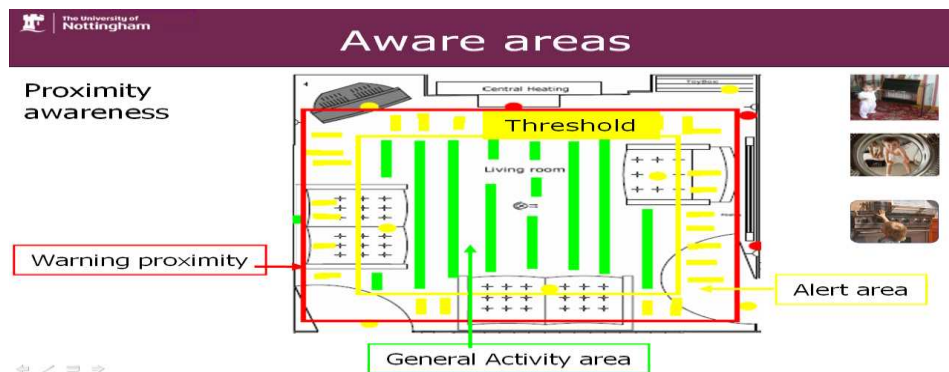 The University of
Nottingham
Aware areas
Proximity
awareness
Central Heating
ToyBox
Threshold
Living room
Warning proximity
Alert area
General Activity area